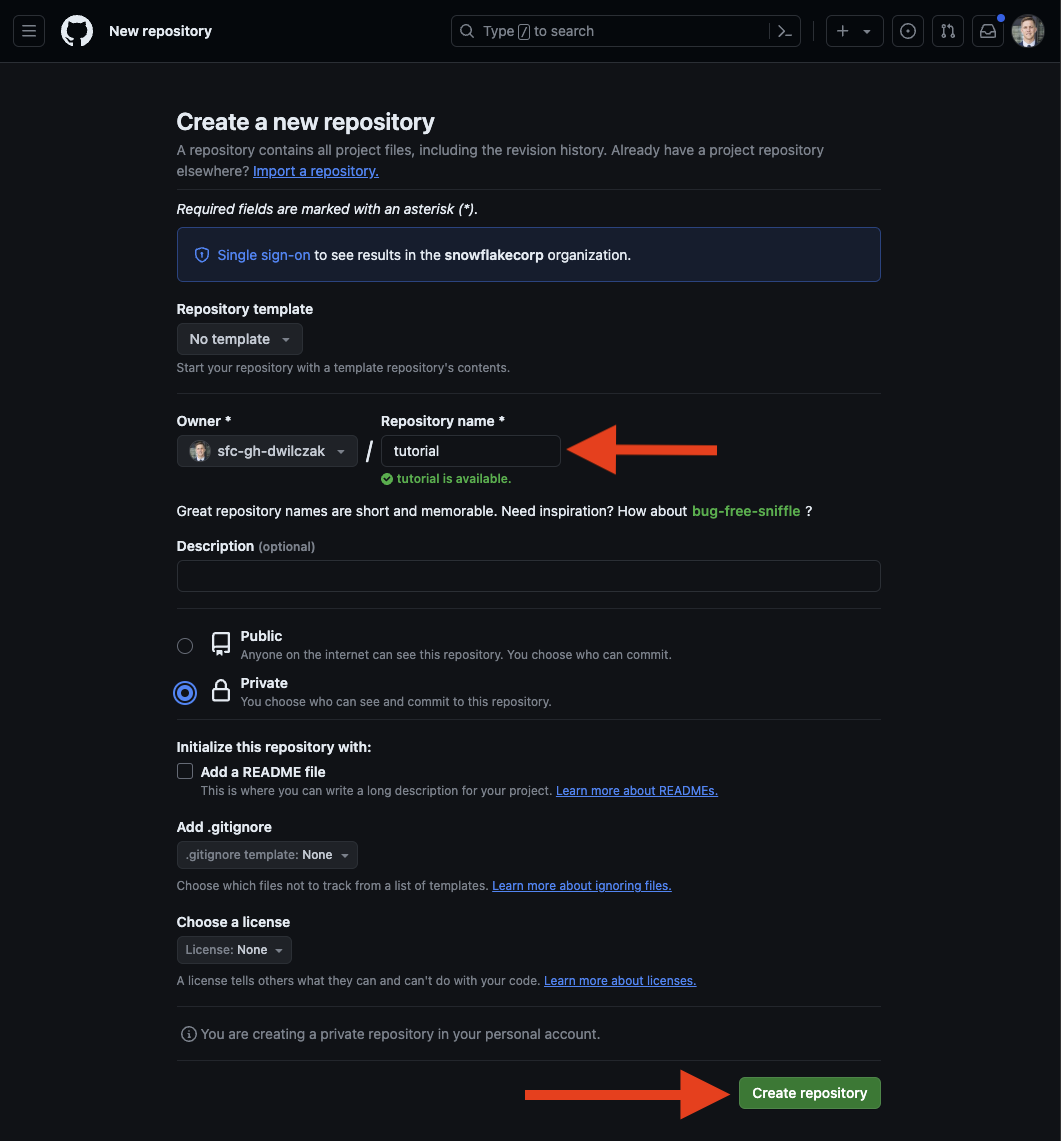 New repository
Type / to search
Create a new repository
A repository contains all project files, including the revision history. Already have a project repository
elsewhere? Import a repository.
Required fields are marked with an asterisk (*).
Single sign-on to see results in the snowflakecorp organization.
Repository template
No template
Start your repository with a template repository's contents.
Owner * Repository name *
sfc-gh-dwilczak / tutorial
tutorial is available.
Great repository names are short and memorable. Need inspiration? How about bug-free-sniffle ?
Description (optional)
Public
Anyone on the internet can see this repository. You choose who can commit.
Private
You choose who can see and commit to this repository.
Initialize this repository with:
Add a README file
This is where you can write a long description for your project. Learn more about READMEs.
Add .gitignore
.gitignore template: None
Choose which files not to track from a list of templates. Learn more about ignoring files.
Choose a license
License: None
A license tells others what they can and can't do with your code. Learn more about licenses.
You are creating a private repository in your personal account.
Create repository